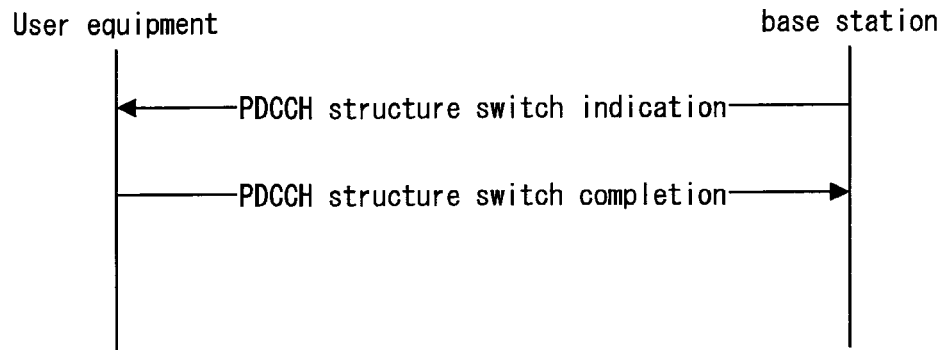 User equipment
base station
PDCCH structure switch indication
PDCCH structure switch completion